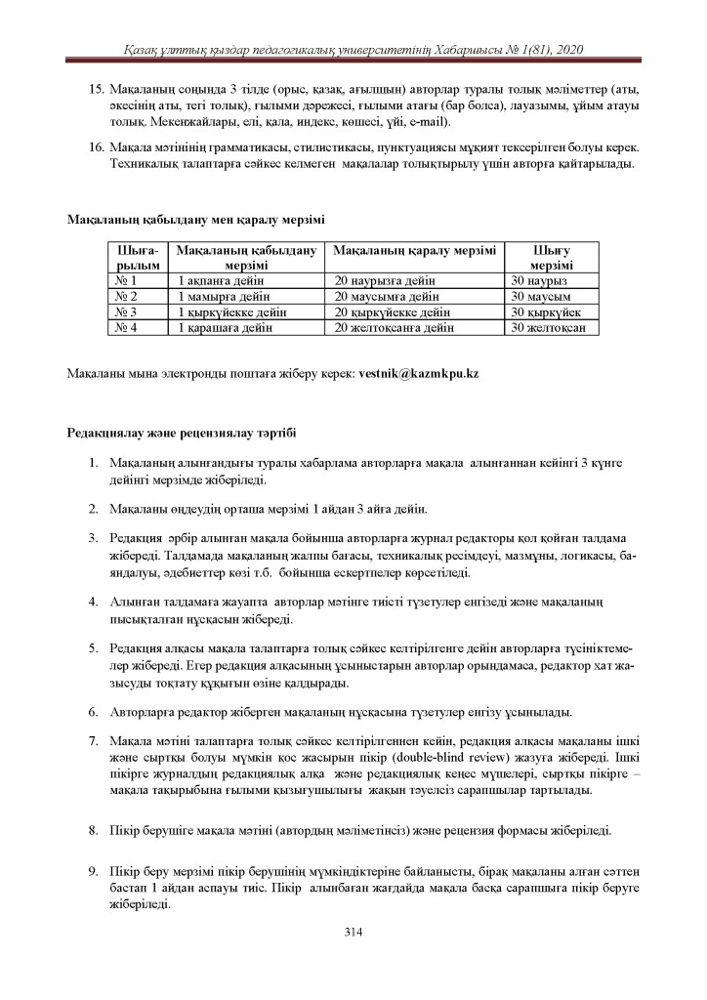 Қазақ ұлттық қыздар педагогикалық университетінің Хабаршысы № 1(81), 2020
15. Мақаланың соңында 3 тілде (орыс, қазақ, ағылшын) авторлар туралы толық мәліметтер (аты,
әкесінің аты, тегі толық), ғылыми дәрежесі, ғылыми атағы (бар болса), лауазымы, ұйым атауы
толық. Мекенжайлары, елі, қала, индекс, көшесі, үйі, e-mail).
16. Мақала мәтінінің грамматикасы, стилистикасы, пунктуациясы мұқият тексерілген болуы керек.
Техникалық талаптарға сәйкес келмеген мақалалар толықтырылу үшін авторға қайтарылады.
Мақаланың қабылдану мен қаралу мерзімі
Шыға- Мақаланың қабылдану Мақаланың қаралу мерзімі Шығу
рылым мерзімі мерзімі
№ 1 1 ақпанға дейін 20 наурызға дейін 30 наурыз
№ 2 1 мамырға дейін 20 маусымға дейін 30 маусым
№ 3 1 қыркүйекке дейін 20 қыркүйекке дейін 30 қыркүйек
№ 4 1 қарашаға дейін 20 желтоқсанға дейін 30 желтоқсан
Мақаланы мына электронды поштаға жіберу керек: vestnik@kazmkpu.kz
Редакциялау және рецензиялау тәртібі
1. Мақаланың алынғандығы туралы хабарлама авторларға мақала алынғаннан кейінгі 3 күнге
дейінгі мерзімде жіберіледі.
2. Мақаланы өңдеудің орташа мерзімі 1 айдан 3 айға дейін.
3. Редакция әрбір алынған мақала бойынша авторларға журнал редакторы қол қойған талдама
жібереді. Талдамада мақаланың жалпы бағасы, техникалық ресімдеуі, мазмұны, логикасы, ба-
яндалуы, әдебиеттер көзі т.б. бойынша ескертпелер көрсетіледі.
4. Алынған талдамаға жауапта авторлар мәтінге тиісті түзетулер енгізеді және мақаланың
пысықталған нұсқасын жібереді.
5. Редакция алқасы мақала талаптарға толық сәйкес келтірілгенге дейін авторларға түсініктеме-
лер жібереді. Егер редакция алқасының ұсыныстарын авторлар орындамаса, редактор хат жа-
зысуды тоқтату құқығын өзіне қалдырады.
6. Авторларға редактор жіберген мақаланың нұсқасына түзетулер енгізу ұсынылады.
7. Мақала мәтіні талаптарға толық сәйкес келтірілгеннен кейін, редакция алқасы мақаланы ішкі
және сыртқы болуы мүмкін қос жасырын пікір (double-blind review) жазуға жібереді. Ішкі
пікірге журналдың редакциялық алқа және редакциялық кеңес мүшелері, сыртқы пікірге –
мақала тақырыбына ғылыми қызығушылығы жақын тәуелсіз сарапшылар тартылады.
8. Пікір берушіге мақала мәтіні (автордың мәліметінсіз) және рецензия формасы жіберіледі.
9. Пікір беру мерзімі пікір берушінің мүмкіндіктеріне байланысты, бірақ мақаланы алған сәттен
бастап 1 айдан аспауы тиіс. Пікір алынбаған жағдайда мақала басқа сарапшыға пікір беруге
жіберіледі.
314